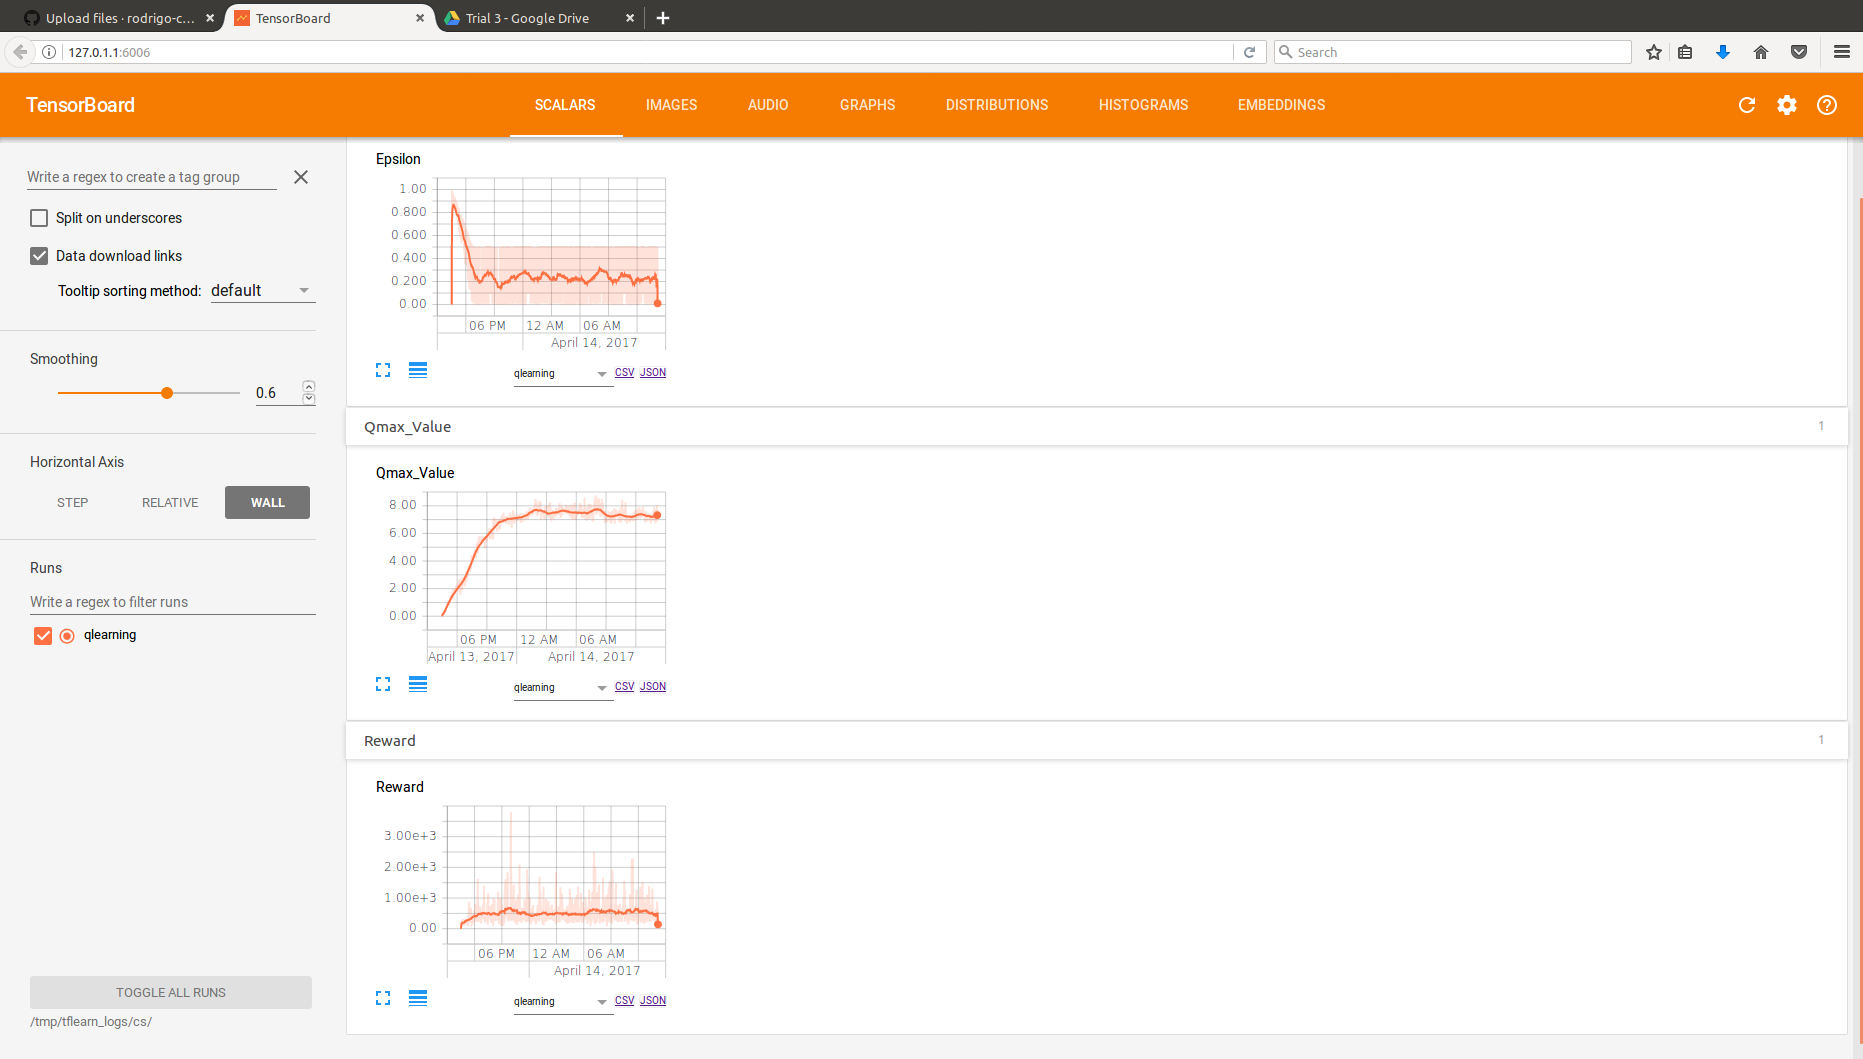 Upload files · rodrigo-c...
TensorBoard
Trial 3 - Google Drive
127.0.1.1:6006
Search
TensorBoard
SCALARS IMAGES AUDIO GRAPHS DISTRIBUTIONS HISTOGRAMS EMBEDDINGS
Write a regex to create a tag group
Split on underscores
Data download links
Tooltip sorting method: default
Smoothing
0.6
Horizontal Axis
STEP RELATIVE WALL
Runs
Write a regex to filter runs
qlearning
TOGGLE ALL RUNS
/tmp/tflearn_logs/cs/
Epsilon
1.00
0.800
0.600
0.400
0.200
0.00
06 PM 12 AM 06 AM
April 14, 2017
qlearning CSV JSON
Qmax_Value 1
Qmax_Value
8.00
6.00
4.00
2.00
0.00
06 PM 12 AM 06 AM
April 13, 2017 April 14, 2017
qlearning CSV JSON
Reward 1
Reward
3.00e+3
2.00e+3
1.00e+3
0.00
06 PM 12 AM 06 AM
April 14, 2017
qlearning CSV JSON